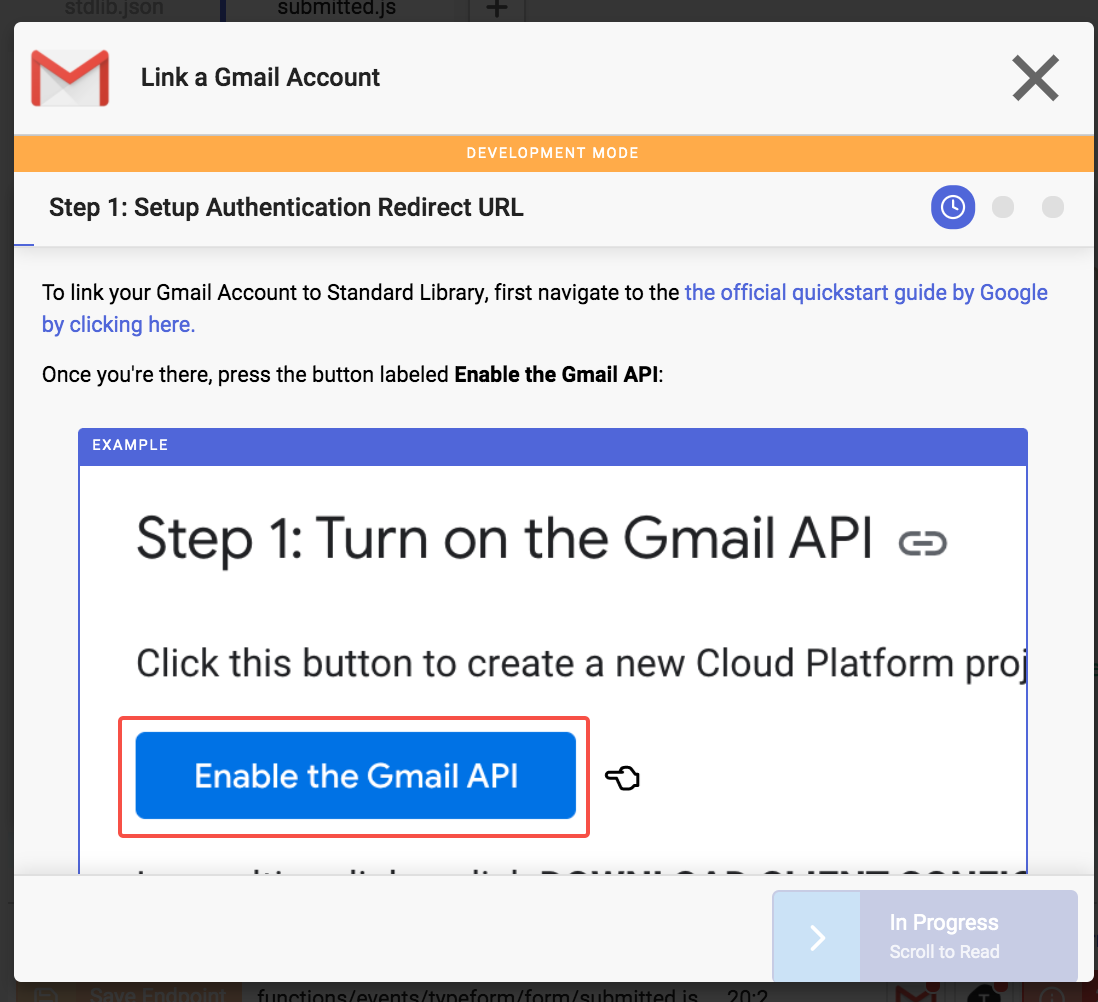 stdlib.json submitted.js +
Link a Gmail Account
DEVELOPMENT MODE
Step 1: Setup Authentication Redirect URL
To link your Gmail Account to Standard Library, first navigate to the the official quickstart guide by Google
by clicking here.
Once you're there, press the button labeled Enable the Gmail API:
EXAMPLE
Step 1: Turn on the Gmail API
Click this button to create a new Cloud Platform proj
Enable the Gmail API
DOWNLOAD CLIENT CONFIG
In Progress
Scroll to Read
Save Endpoint functions/events/typeform/form/submitted.js 20:2